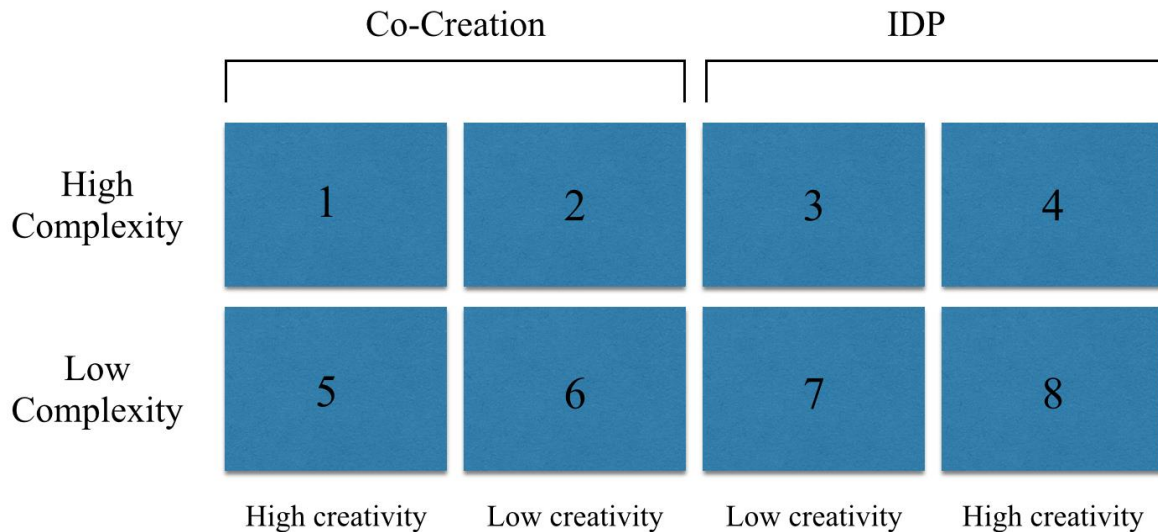 Co-Creation IDP
High
Complexity
1 2 3 4
Low
Complexity
5 6 7 8
High creativity Low creativity Low creativity High creativity